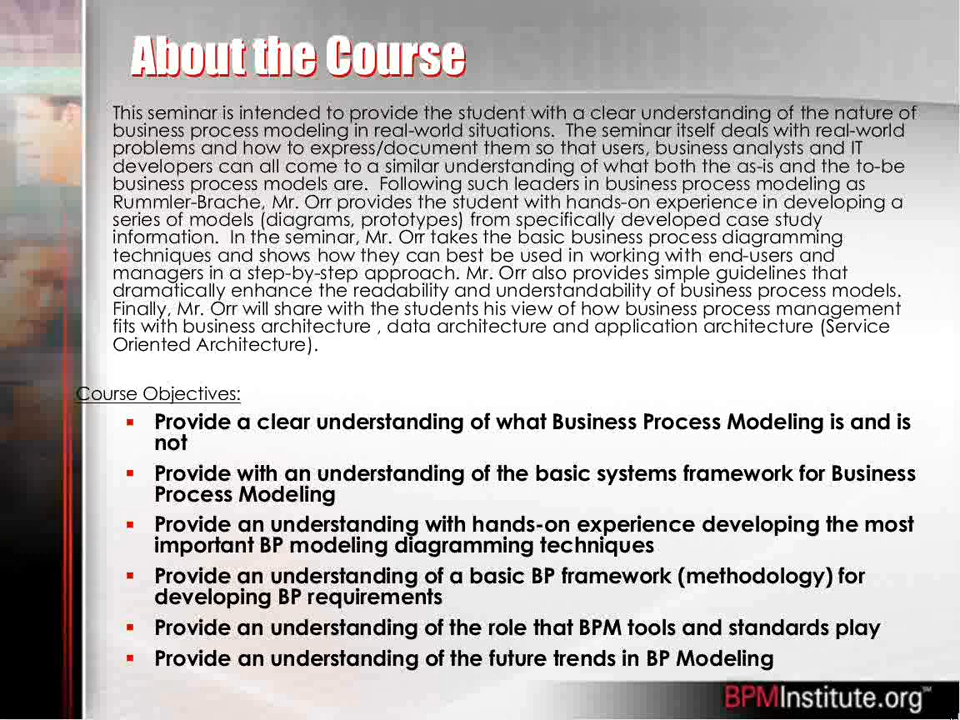 About the Course
This seminar is intended to provide the student with a clear understanding of the nature of
business process modeling in real-world situations.  The seminar itself deals with real-world
problems and how to express/document them so that users, business analysts and IT
developers can all come to a similar understanding of what both the as-is and the to-be
business process models are.  Following such leaders in business process modeling as
Rummler-Brache, Mr. Orr provides the student with hands-on experience in developing a
series of models (diagrams, prototypes) from specifically developed case study
information.  In the seminar, Mr. Orr takes the basic business process diagramming
techniques and shows how they can best be used in working with end-users and
managers in a step-by-step approach. Mr. Orr also provides simple guidelines that
dramatically enhance the readability and understandability of business process models.
Finally, Mr. Orr will share with the students his view of how business process management
fits with business architecture , data architecture and application architecture (Service
Oriented Architecture).
Course Objectives:
▪ Provide a clear understanding of what Business Process Modeling is and is
not
▪ Provide with an understanding of the basic systems framework for Business
Process Modeling
▪ Provide an understanding with hands-on experience developing the most
important BP modeling diagramming techniques
▪ Provide an understanding of a basic BP framework (methodology) for
developing BP requirements
▪ Provide an understanding of the role that BPM tools and standards play
▪ Provide an understanding of the future trends in BP Modeling
BPMInstitute.org™